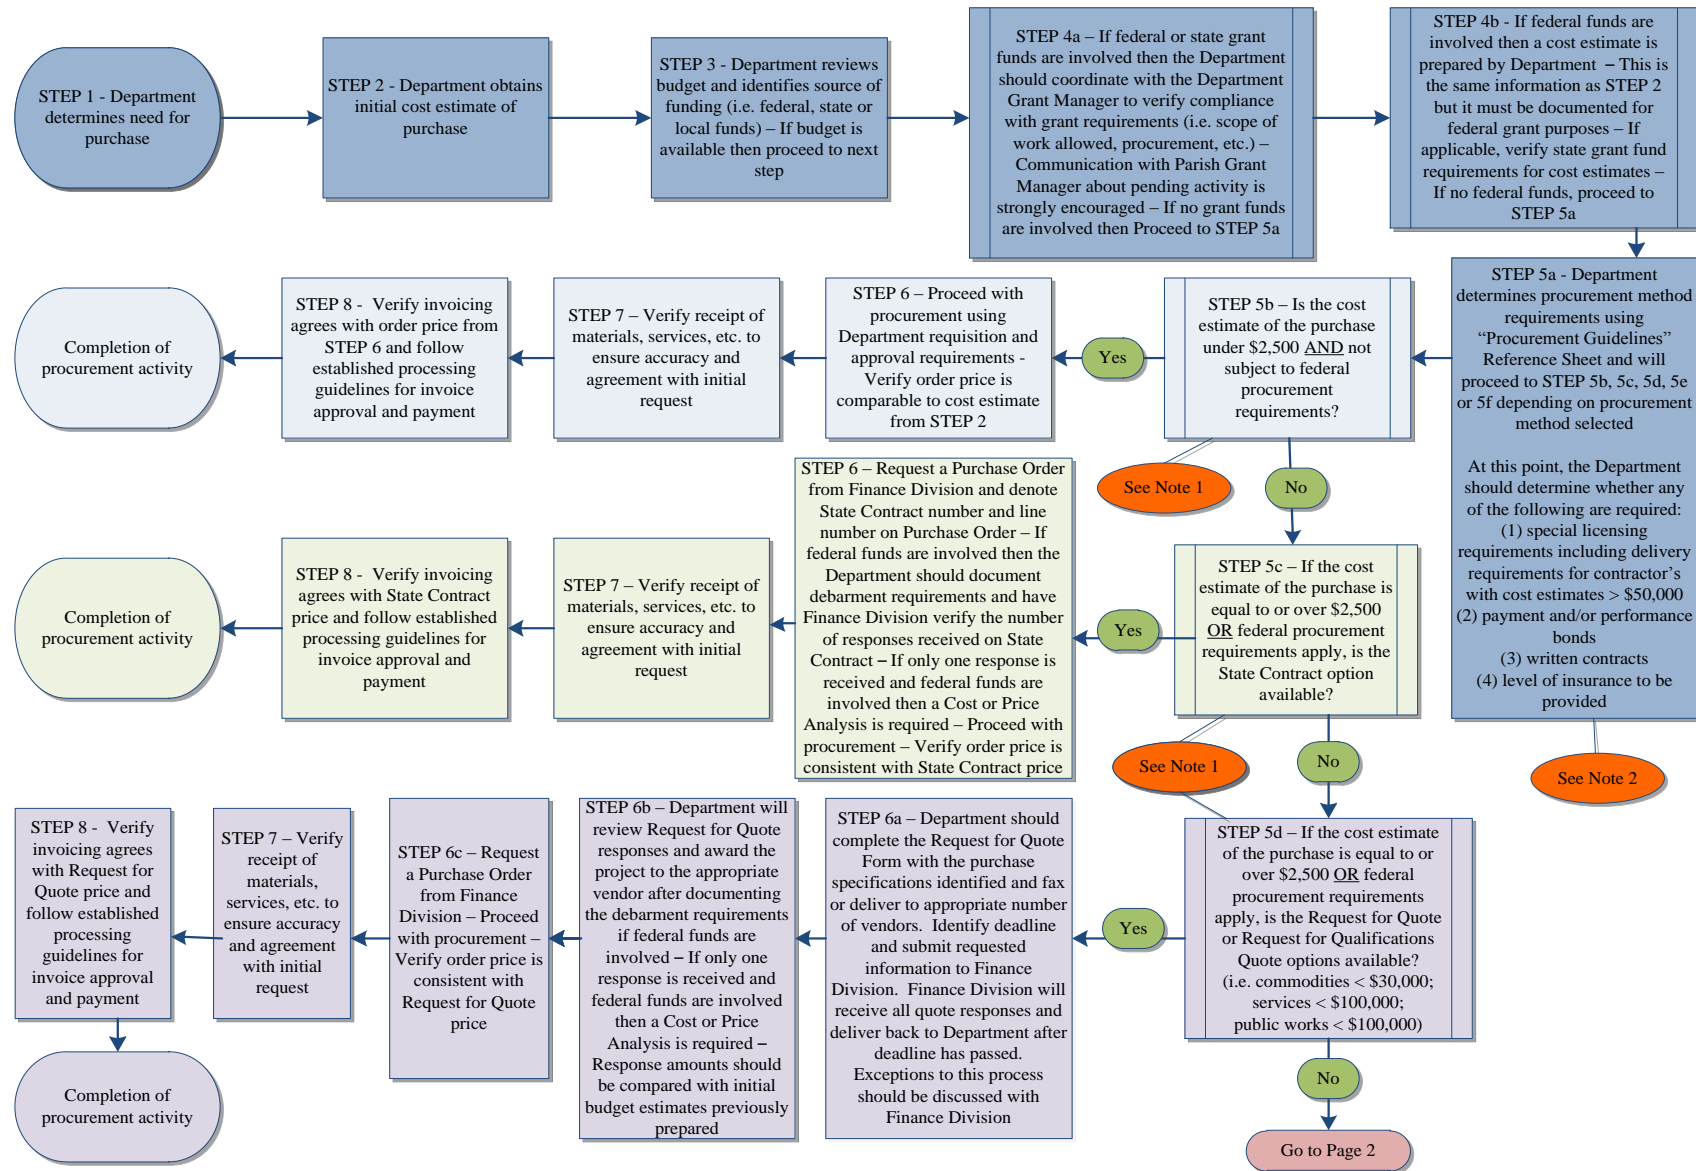 STEP 1 - Department
determines need for
purchase
STEP 2 - Department obtains
initial cost estimate of
purchase
STEP 3 - Department reviews
budget and identifies source of
funding (i.e. federal, state or
local funds) – If budget is
available then proceed to next
step
STEP 4a – If federal or state grant
funds are involved then the Department
should coordinate with the Department
Grant Manager to verify compliance
with grant requirements (i.e. scope of
work allowed, procurement, etc.) –
Communication with Parish Grant
Manager about pending activity is
strongly encouraged – If no grant funds
are involved then Proceed to STEP 5a
STEP 4b - If federal funds are
involved then a cost estimate is
prepared by Department – This is
the same information as STEP 2
but it must be documented for
federal grant purposes – If
applicable, verify state grant fund
requirements for cost estimates –
If no federal funds, proceed to
STEP 5a
STEP 5a - Department
determines procurement method
requirements using
“Procurement Guidelines”
Reference Sheet and will
proceed to STEP 5b, 5c, 5d, 5e
or 5f depending on procurement
method selected
At this point, the Department
should determine whether any
of the following are required:
(1) special licensing
requirements including delivery
requirements for contractor’s
with cost estimates > $50,000
(2) payment and/or performance
bonds
(3) written contracts
(4) level of insurance to be
provided
See Note 2
STEP 5b – Is the cost
estimate of the purchase
under $2,500 AND not
subject to federal
procurement
requirements?
Yes
STEP 6 – Proceed with
procurement using
Department requisition
and approval requirements -
Verify order price is
comparable to cost estimate
from STEP 2
STEP 7 – Verify receipt of
materials, services, etc. to
ensure accuracy and
agreement with initial
request
STEP 8 - Verify invoicing
agrees with order price from
STEP 6 and follow
established processing
guidelines for invoice
approval and payment
Completion of
procurement activity
See Note 1
No
STEP 5c – If the cost
estimate of the purchase is
equal to or over $2,500
OR federal procurement
requirements apply, is the
State Contract option
available?
Yes
STEP 6 – Request a Purchase Order
from Finance Division and denote
State Contract number and line
number on Purchase Order – If
federal funds are involved then the
Department should document
debarment requirements and have
Finance Division verify the number
of responses received on State
Contract – If only one response is
received and federal funds are
involved then a Cost or Price
Analysis is required – Proceed with
procurement – Verify order price is
consistent with State Contract price
STEP 7 – Verify receipt of
materials, services, etc. to
ensure accuracy and
agreement with initial
request
STEP 8 - Verify invoicing
agrees with State Contract
price and follow established
processing guidelines for
invoice approval and
payment
Completion of
procurement activity
See Note 1
No
STEP 5d – If the cost estimate
of the purchase is equal to or
over $2,500 OR federal
procurement requirements
apply, is the Request for Quote
or Request for Qualifications
Quote options available?
(i.e. commodities < $30,000;
services < $100,000;
public works < $100,000)
Yes
STEP 6a – Department should
complete the Request for Quote
Form with the purchase
specifications identified and fax
or deliver to appropriate number
of vendors. Identify deadline
and submit requested
information to Finance
Division. Finance Division will
receive all quote responses and
deliver back to Department after
deadline has passed.
Exceptions to this process
should be discussed with
Finance Division
STEP 6b – Department will
review Request for Quote
responses and award the
project to the appropriate
vendor after documenting
the debarment requirements
if federal funds are
involved – If only one
response is received and
federal funds are involved
then a Cost or Price
Analysis is required –
Response amounts should
be compared with initial
budget estimates previously
prepared
STEP 6c – Request
a Purchase Order
from Finance
Division – Proceed
with procurement –
Verify order price is
consistent with
Request for Quote
price
STEP 7 – Verify
receipt of
materials,
services, etc. to
ensure accuracy
and agreement
with initial
request
STEP 8 - Verify
invoicing agrees
with Request for
Quote price and
follow established
processing
guidelines for
invoice approval
and payment
Completion of
procurement activity
No
Go to Page 2